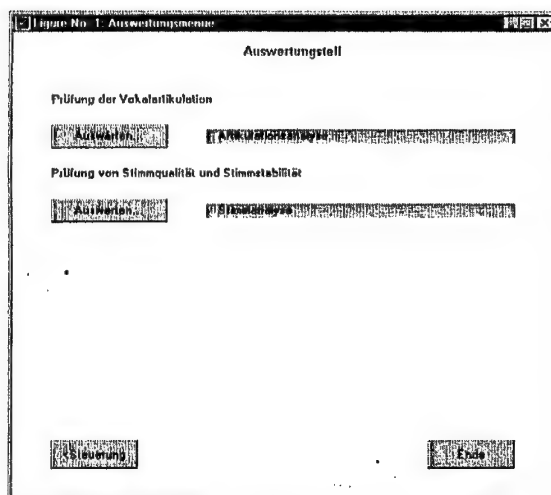 Figure No. 1: Auswertungsmenue
Auswertungsteil
Prüfung der Vokalartikulation
Auswerten... Artikulationsanalyse
Prüfung von Stimmqualität und Stimmstabilität
Auswerten... Stimmanalyse
<Steuerung Ende